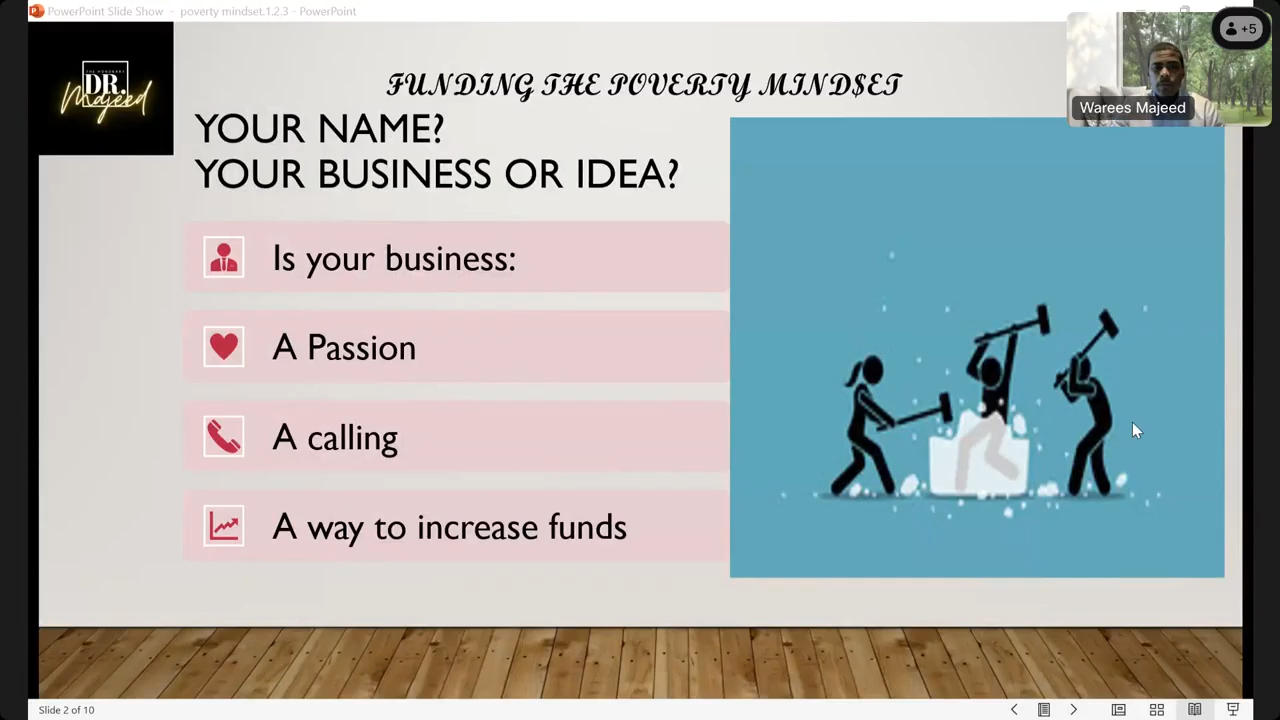 PowerPoint Slide Show - poverty mindset.1.2.3 - PowerPoint
+5
Warees Majeed
THE HONORARY
DR.
Majeed
FUNDING THE POVERTY MIND$ET
YOUR NAME?
YOUR BUSINESS OR IDEA?
Is your business:
A Passion
A calling
A way to increase funds
Slide 2 of 10